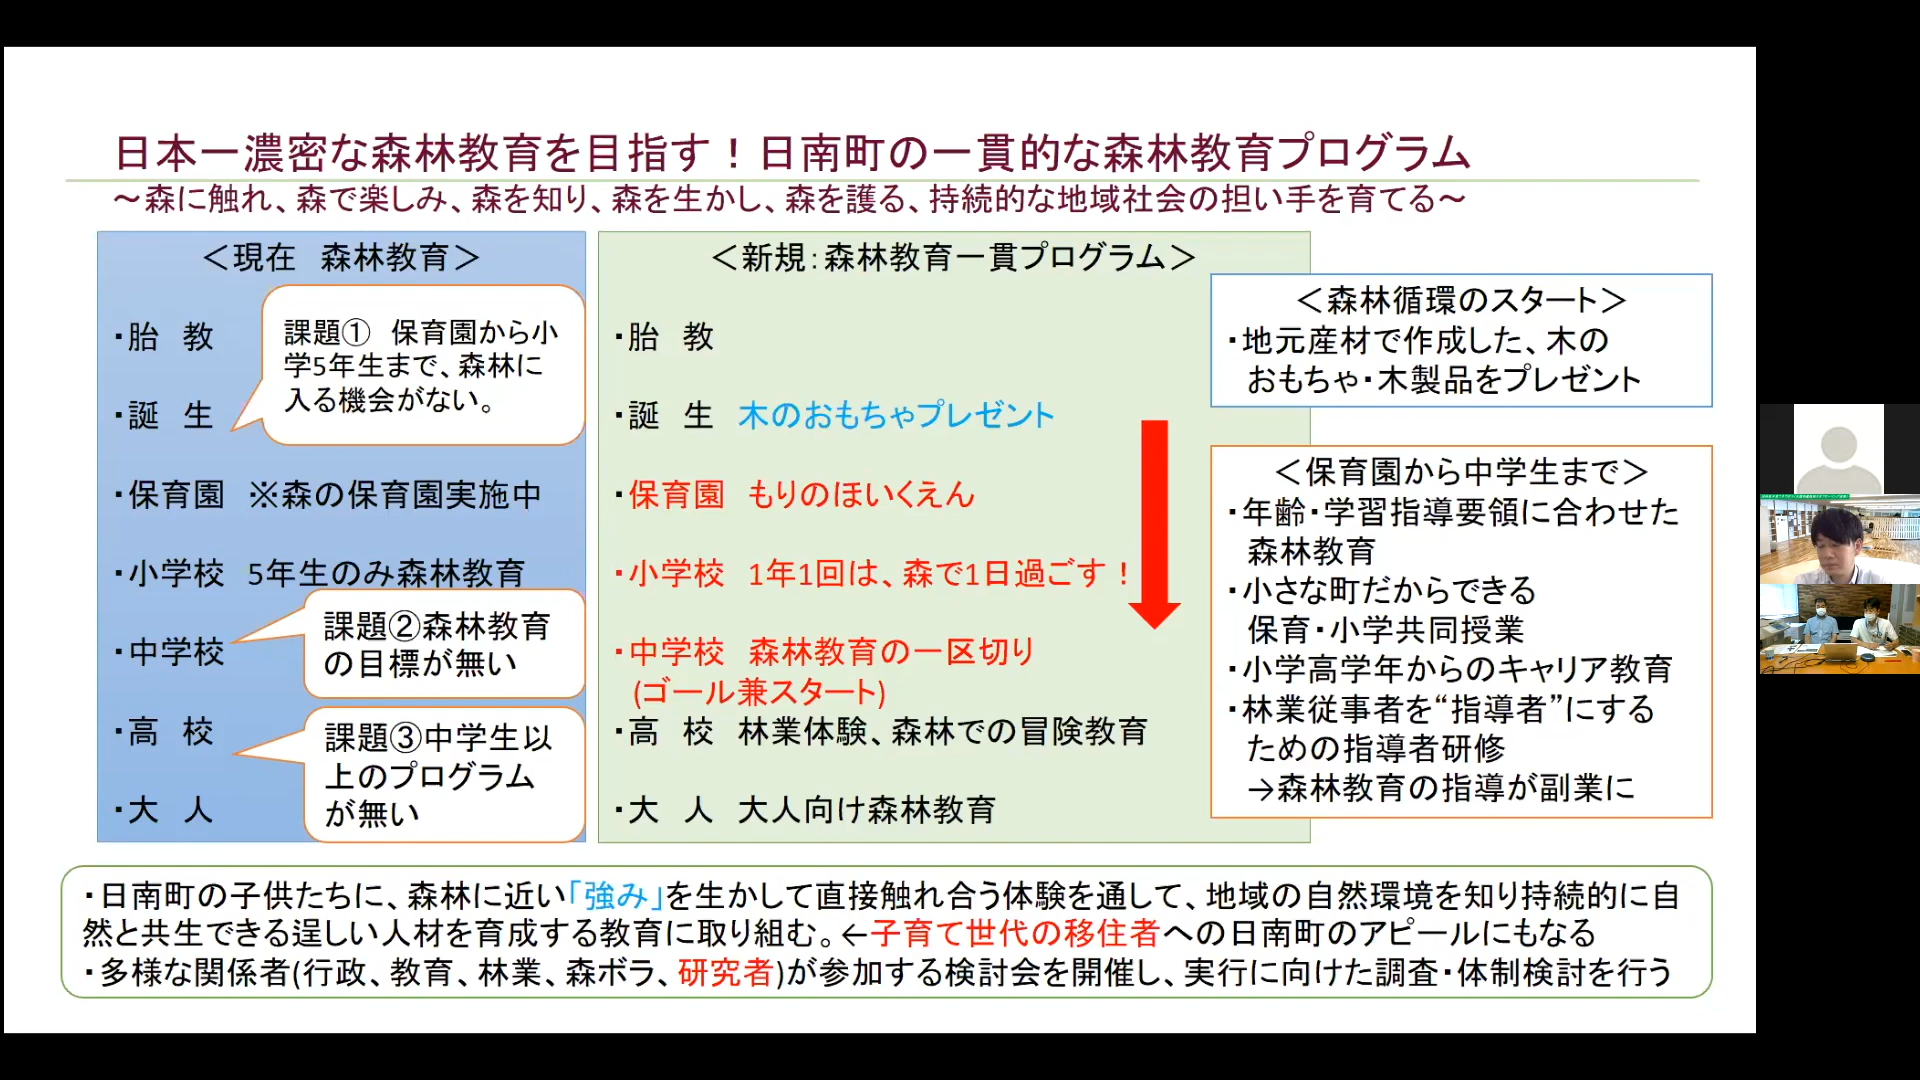 日本一濃密な森林教育を目指す！日南町の一貫的な森林教育プログラム
～森に触れ、森で楽しみ、森を知り、森を生かし、森を護る、持続的な地域社会の担い手を育てる～
＜現在　森林教育＞
・胎　教
課題①　保育園から小
学5年生まで、森林に
入る機会がない。
・誕　生
・保育園　※森の保育園実施中
・小学校　5年生のみ森林教育
・中学校
課題②森林教育
の目標が無い
・高　校
課題③中学生以
上のプログラム
が無い
・大　人
＜新規：森林教育一貫プログラム＞
・胎　教
・誕　生　木のおもちゃプレゼント
・保育園　もりのほいくえん
・小学校　1年1回は、森で1日過ごす！
・中学校　森林教育の一区切り
(ゴール兼スタート)
・高　校　林業体験、森林での冒険教育
・大　人　大人向け森林教育
＜森林循環のスタート＞
・地元産材で作成した、木の
おもちゃ・木製品をプレゼント
＜保育園から中学生まで＞
・年齢・学習指導要領に合わせた
森林教育
・小さな町だからできる
保育・小学共同授業
・小学高学年からのキャリア教育
・林業従事者を“指導者”にする
ための指導者研修
→森林教育の指導が副業に
・日南町の子供たちに、森林に近い「強み」を生かして直接触れ合う体験を通して、地域の自然環境を知り持続的に自
然と共生できる逞しい人材を育成する教育に取り組む。←子育て世代の移住者への日南町のアピールにもなる
・多様な関係者(行政、教育、林業、森ボラ、研究者)が参加する検討会を開催し、実行に向けた調査・体制検討を行う